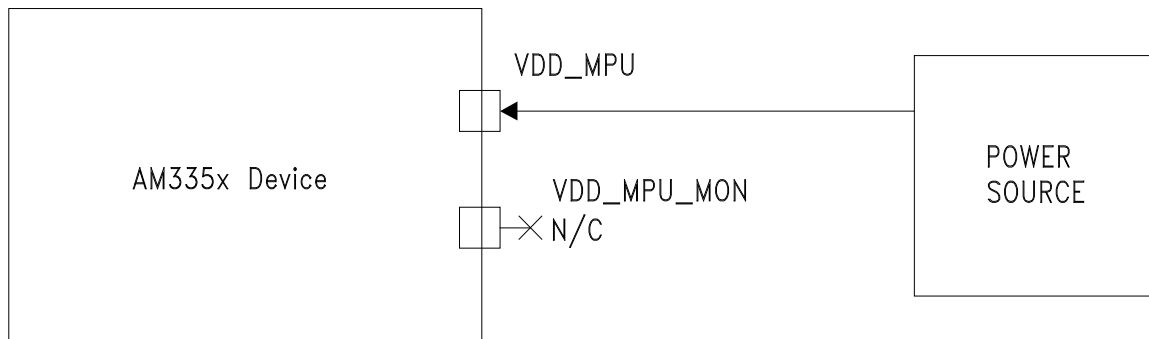 VDD_MPU
AM335x Device
VDD_MPU_MON
N/C
POWER
SOURCE